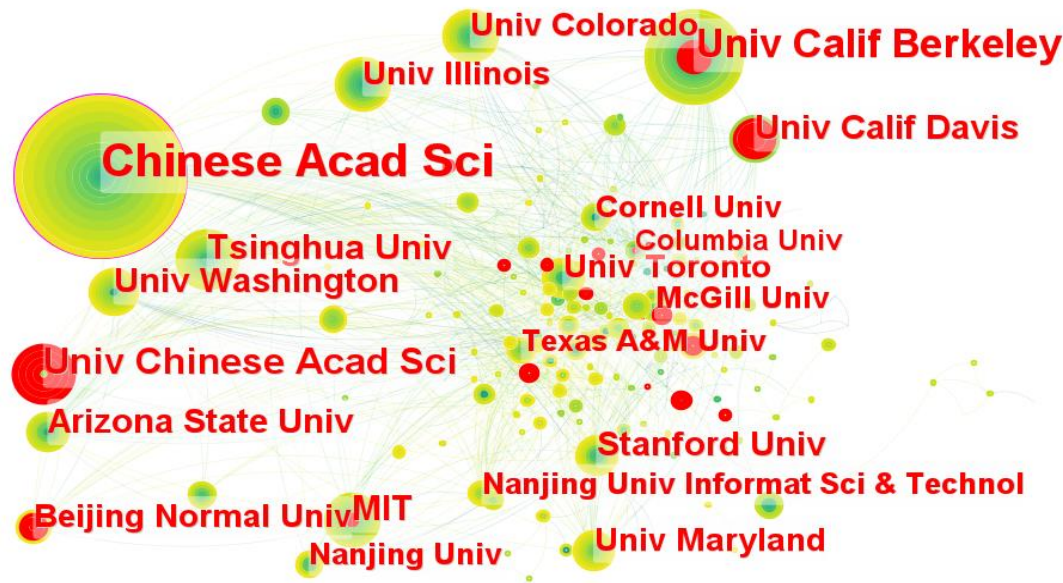 Univ Colorado
Univ Calif Berkeley
Univ Illinois
Univ Calif Davis
Chinese Acad Sci
Cornell Univ
Columbia Univ
Tsinghua Univ
Univ Toronto
Univ Washington
McGill Univ
Texas A&M Univ
Univ Chinese Acad Sci
Arizona State Univ
Stanford Univ
Nanjing Univ Informat Sci & Technol
MIT
Beijing Normal Univ
Univ Maryland
Nanjing Univ